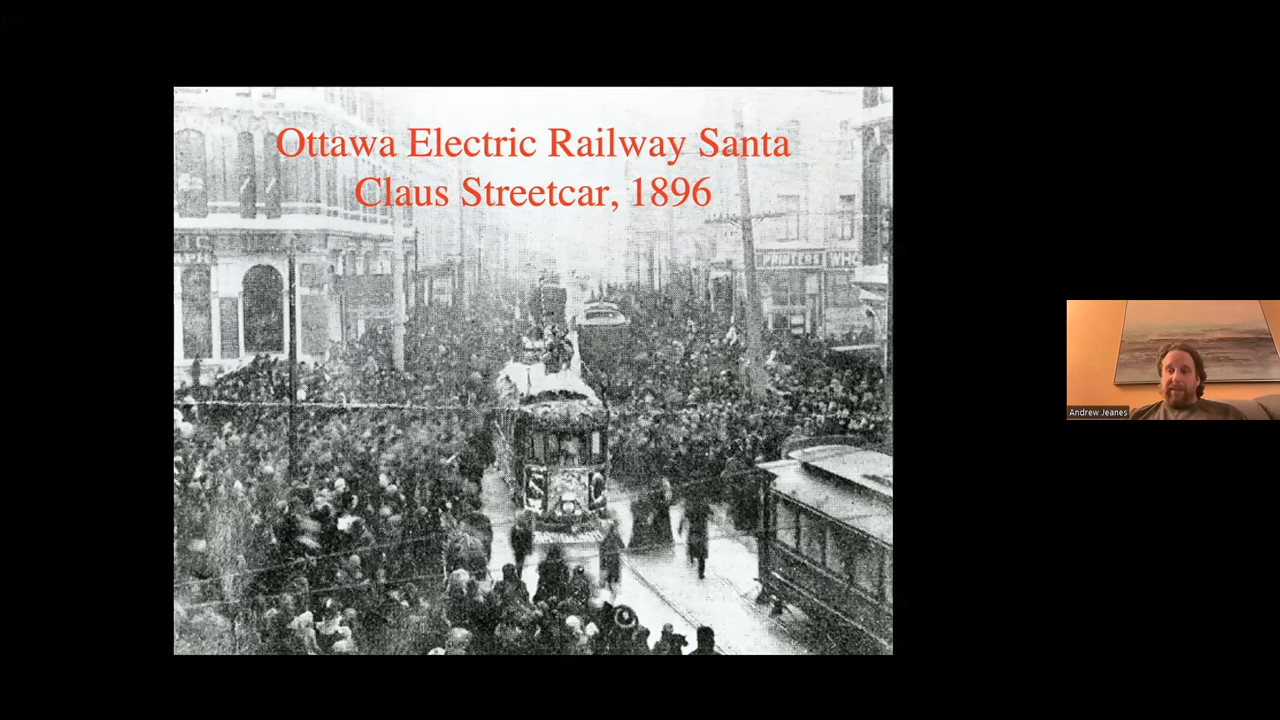 Ottawa Electric Railway Santa
Claus Streetcar, 1896
PRINTERS
Andrew Jeanes